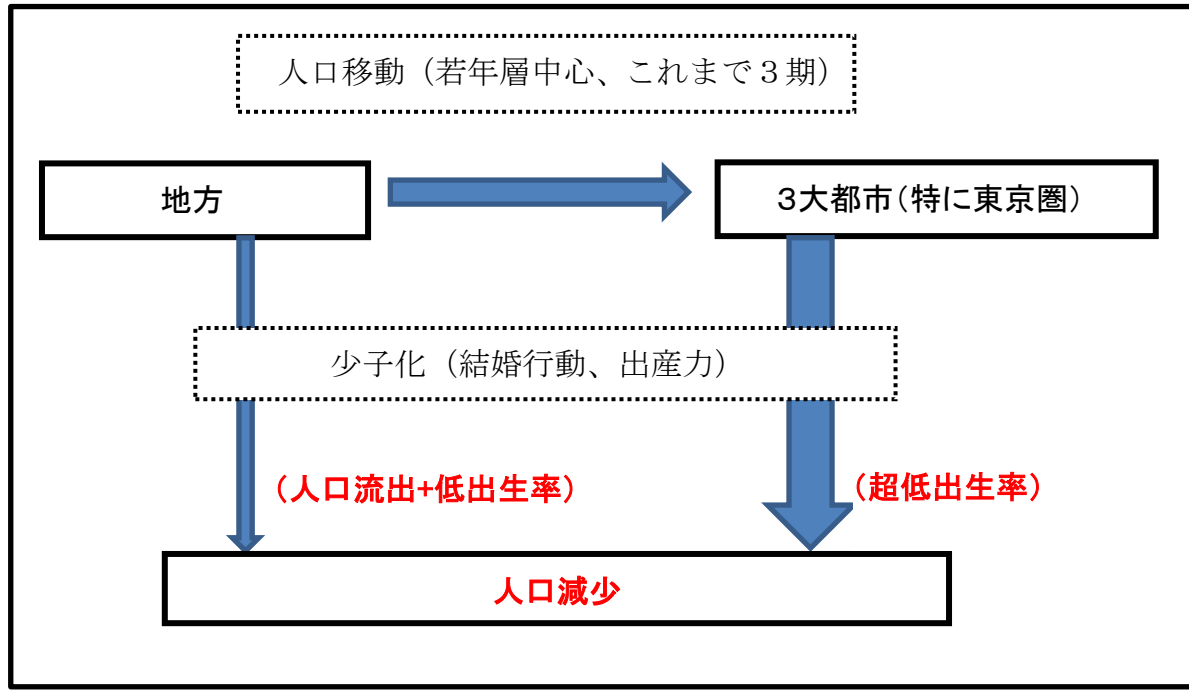 人口移動（若年層中心、これまで３期）
地方
３大都市（特に東京圏）
少子化（結婚行動、出産力）
（人口流出+低出生率）
（超低出生率）
人口減少